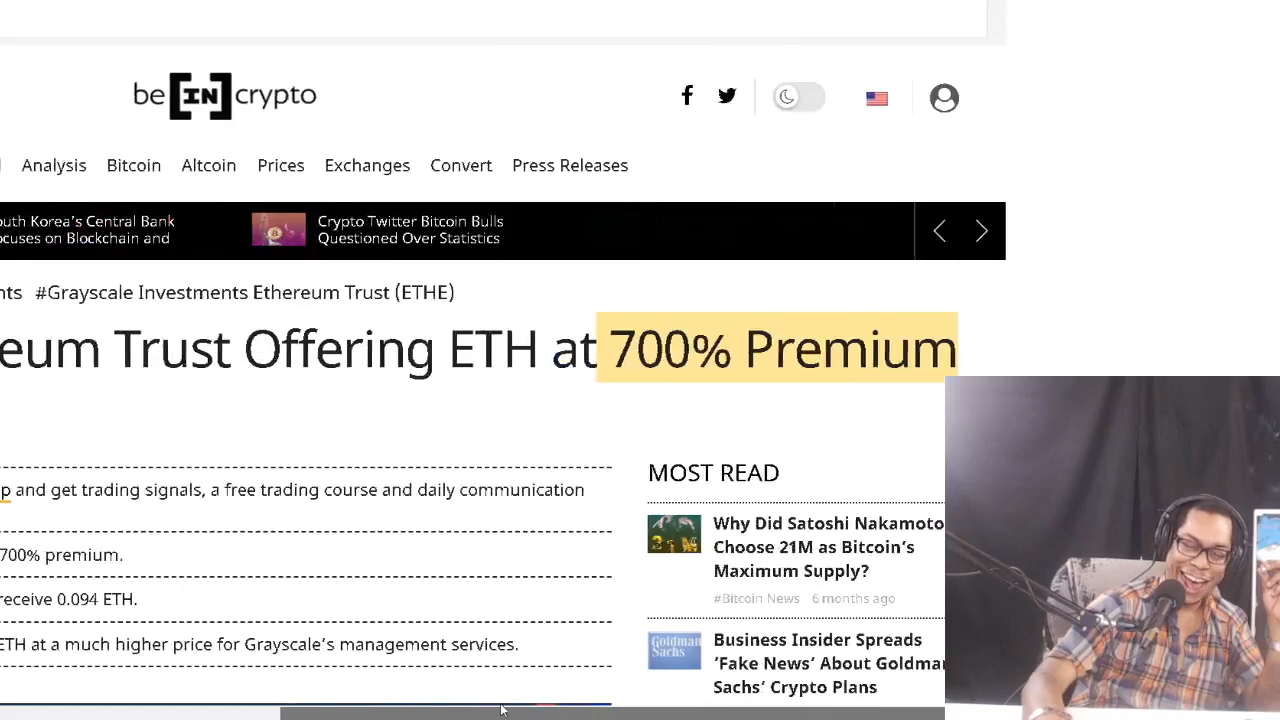 be [IN] crypto
Analysis Bitcoin Altcoin Prices Exchanges Convert Press Releases
South Korea's Central Bank
Focuses on Blockchain and
Crypto Twitter Bitcoin Bulls
Questioned Over Statistics
nts #Grayscale Investments Ethereum Trust (ETHE)
eum Trust Offering ETH at 700% Premium
p and get trading signals, a free trading course and daily communication
700% premium.
receive 0.094 ETH.
ETH at a much higher price for Grayscale's management services.
MOST READ
Why Did Satoshi Nakamoto
Choose 21M as Bitcoin's
Maximum Supply?
#Bitcoin News 6 months ago
Goldman
Sachs
Business Insider Spreads
'Fake News' About Goldman
Sachs' Crypto Plans